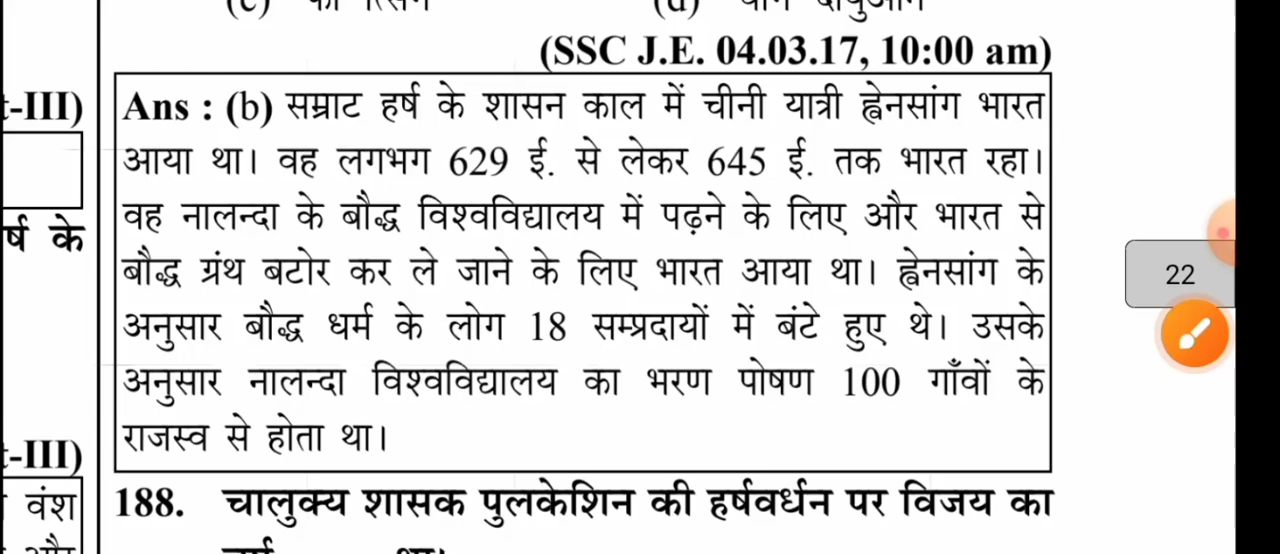 (c) (d)
(SSC J.E. 04.03.17, 10:00 am)
-III)
Ans : (b) सम्राट हर्ष के शासन काल में चीनी यात्री ह्वेनसांग भारत
आया था। वह लगभग 629 ई. से लेकर 645 ई. तक भारत रहा।
र्ष के
वह नालन्दा के बौद्ध विश्वविद्यालय में पढ़ने के लिए और भारत से
बौद्ध ग्रंथ बटोर कर ले जाने के लिए भारत आया था। ह्वेनसांग के
22
अनुसार बौद्ध धर्म के लोग 18 सम्प्रदायों में बंटे हुए थे। उसके
अनुसार नालन्दा विश्वविद्यालय का भरण पोषण 100 गाँवों के
राजस्व से होता था।
-III)
वंश
188. चालुक्य शासक पुलकेशिन की हर्षवर्धन पर विजय का